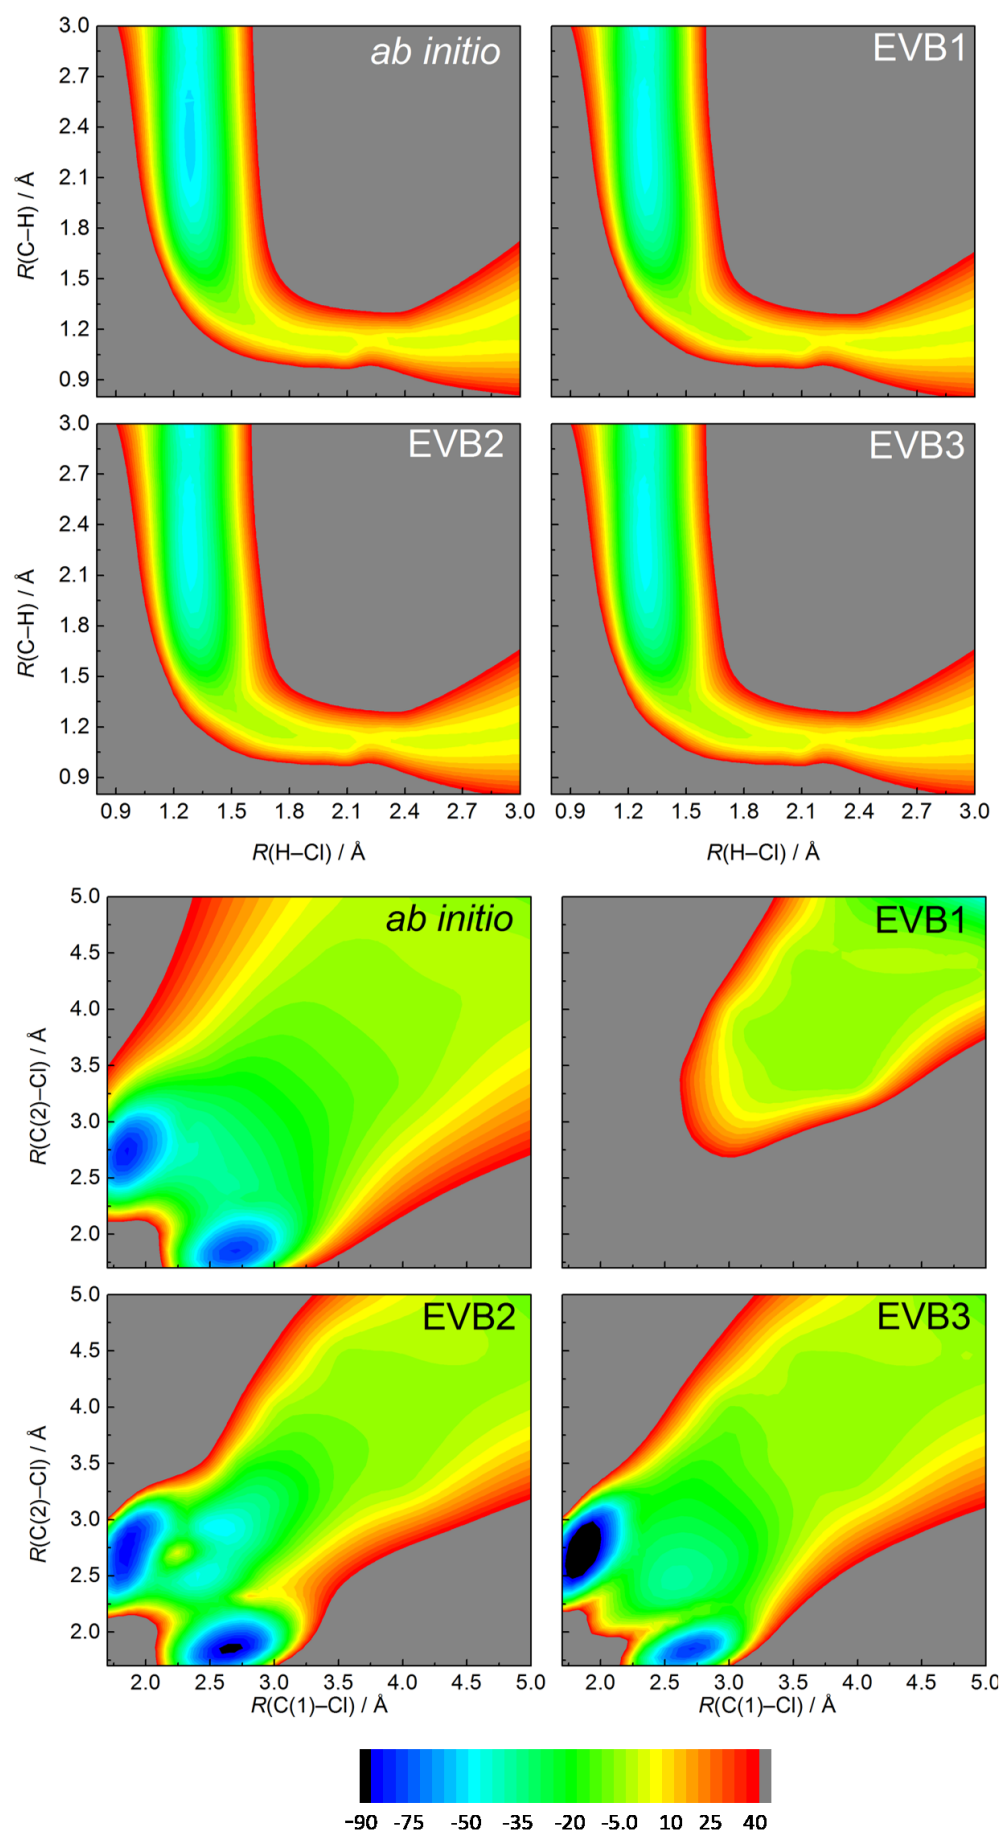 ab initio
EVB1
3.0
2.7
2.4
2.1
1.8
1.5
1.2
0.9
R(C–H) / Å
EVB2
EVB3
3.0
2.7
2.4
2.1
1.8
1.5
1.2
0.9
R(C–H) / Å
0.9 1.2 1.5 1.8 2.1 2.4 2.7 3.0
0.9 1.2 1.5 1.8 2.1 2.4 2.7 3.0
R(H–Cl) / Å
R(H–Cl) / Å
ab initio
EVB1
5.0
4.5
4.0
3.5
3.0
2.5
2.0
R(C(2)–Cl) / Å
EVB2
EVB3
5.0
4.5
4.0
3.5
3.0
2.5
2.0
R(C(2)–Cl) / Å
2.0 2.5 3.0 3.5 4.0 4.5 5.0
2.0 2.5 3.0 3.5 4.0 4.5 5.0
R(C(1)–Cl) / Å
R(C(1)–Cl) / Å
-90 -75 -50 -35 -20 -5.0 10 25 40